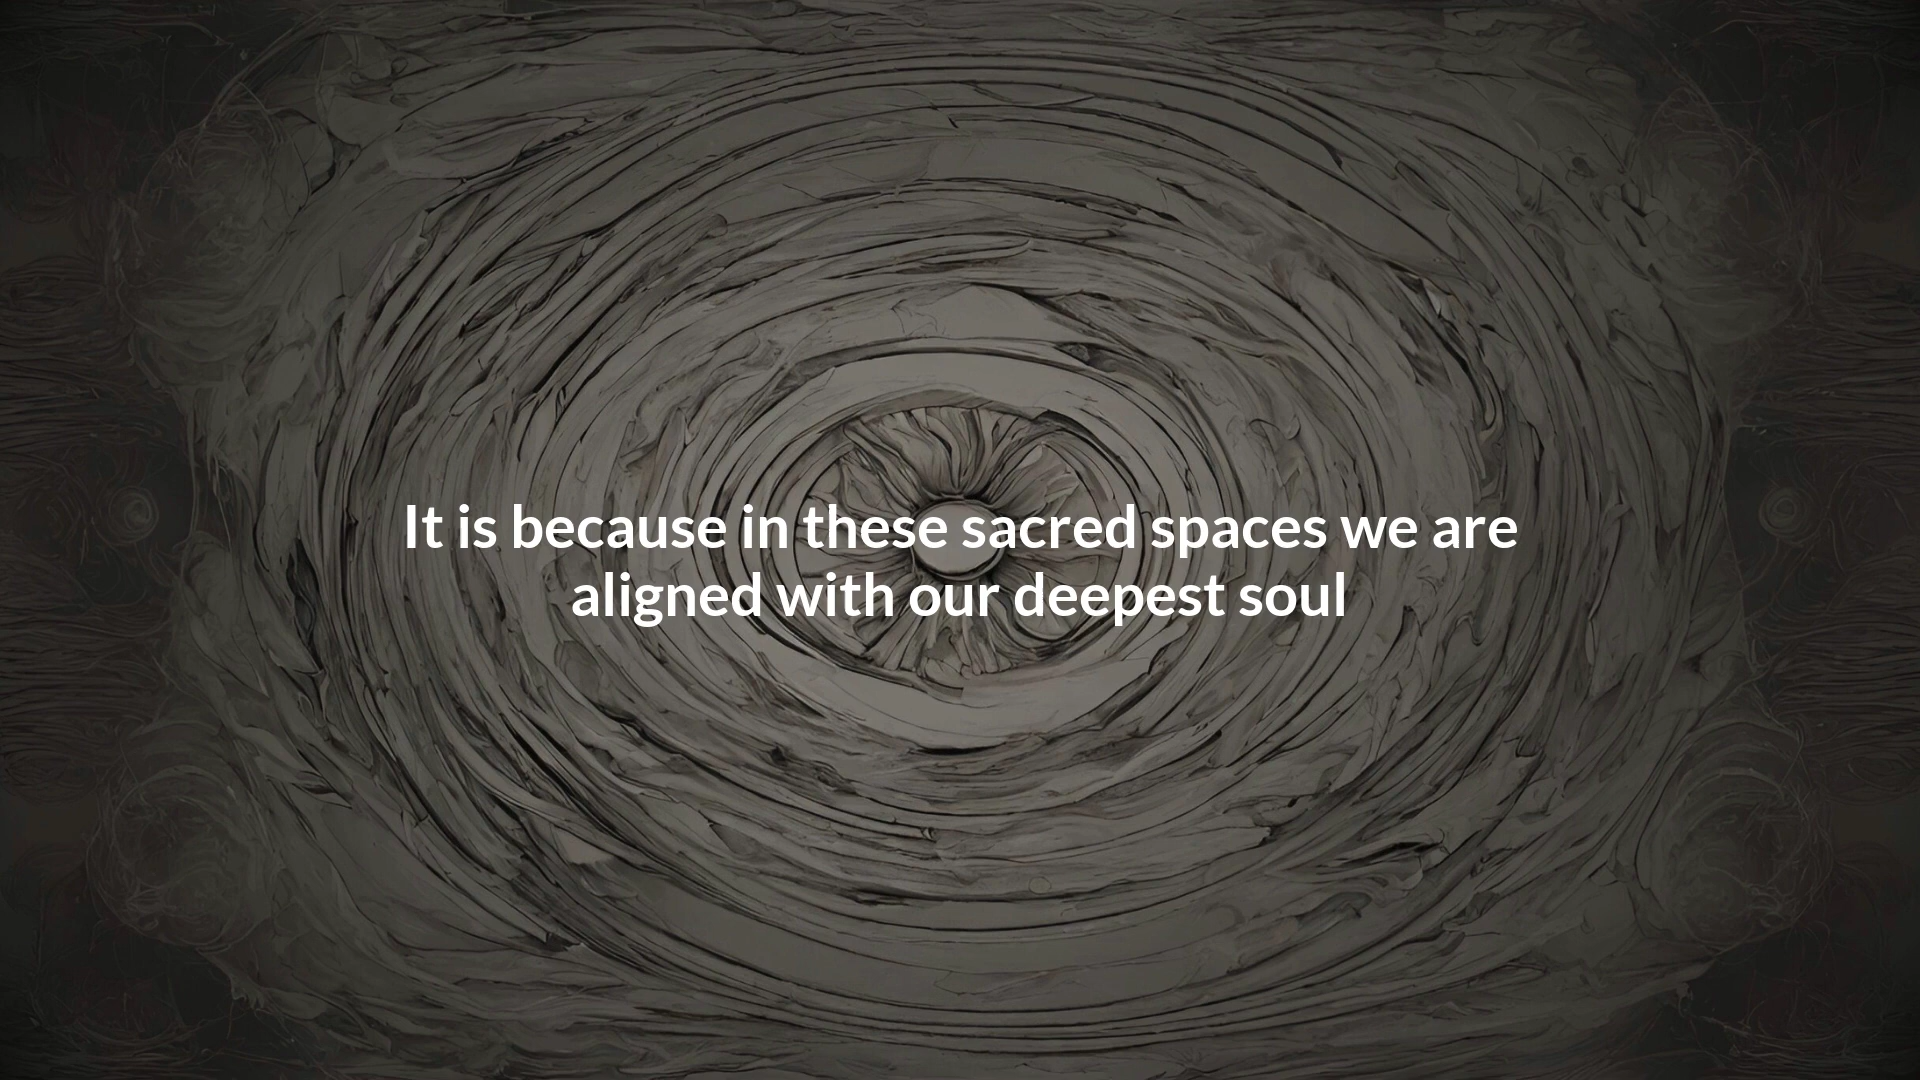 It is because in these sacred spaces we are
aligned with our deepest soul